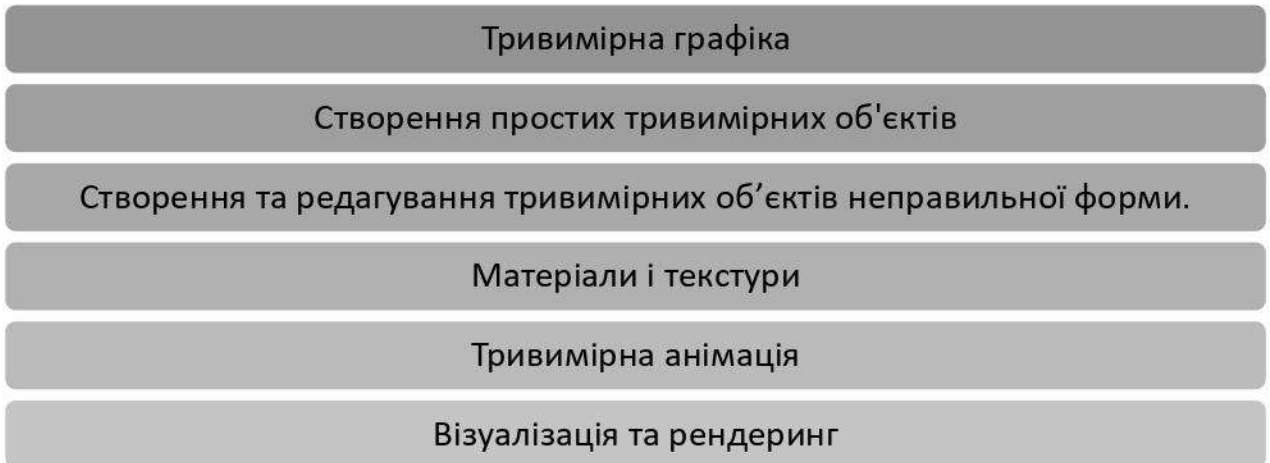 Тривимірна графіка
Створення простих тривимірних об'єктів
Створення та редагування тривимірних об’єктів неправильної форми.
Матеріали і текстури
Тривимірна анімація
Візуалізація та рендеринг